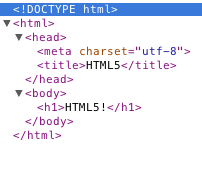 <!DOCTYPE html>
<html>
<head>
<meta charset="utf-8">
<title>HTML5</title>
</head>
<body>
<h1>HTML5!</h1>
</body>
</html>